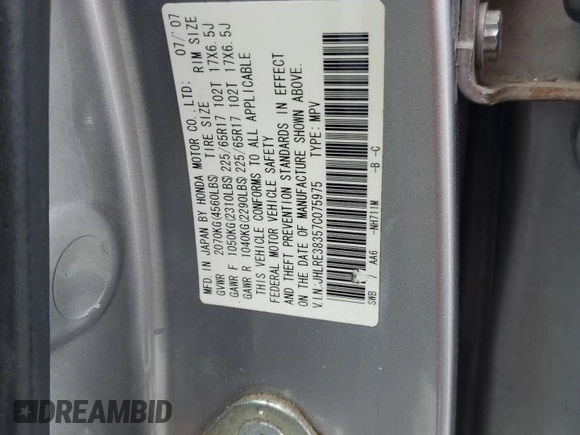 MFD. IN JAPAN BY HONDA MOTOR CO., LTD: 07/'07
GVWR 2070KG(4560LBS) TIRE SIZE RIM SIZE
GAWR F 1050KG(2310LBS) 225/65R17 102T 17X6.5J
GAWR R 1040KG(2290LBS) 225/65R17 102T 17X6.5J
THIS VEHICLE CONFORMS TO ALL APPLICABLE
FEDERAL MOTOR VEHICLE SAFETY
AND THEFT PREVENTION STANDARDS IN EFFECT
ON THE DATE OF MANUFACTURE SHOWN ABOVE.
V.I.N:JHLRE38357C075975 TYPE: MPV
SWB / AA6 -NH711M -B -C
DREAMBID